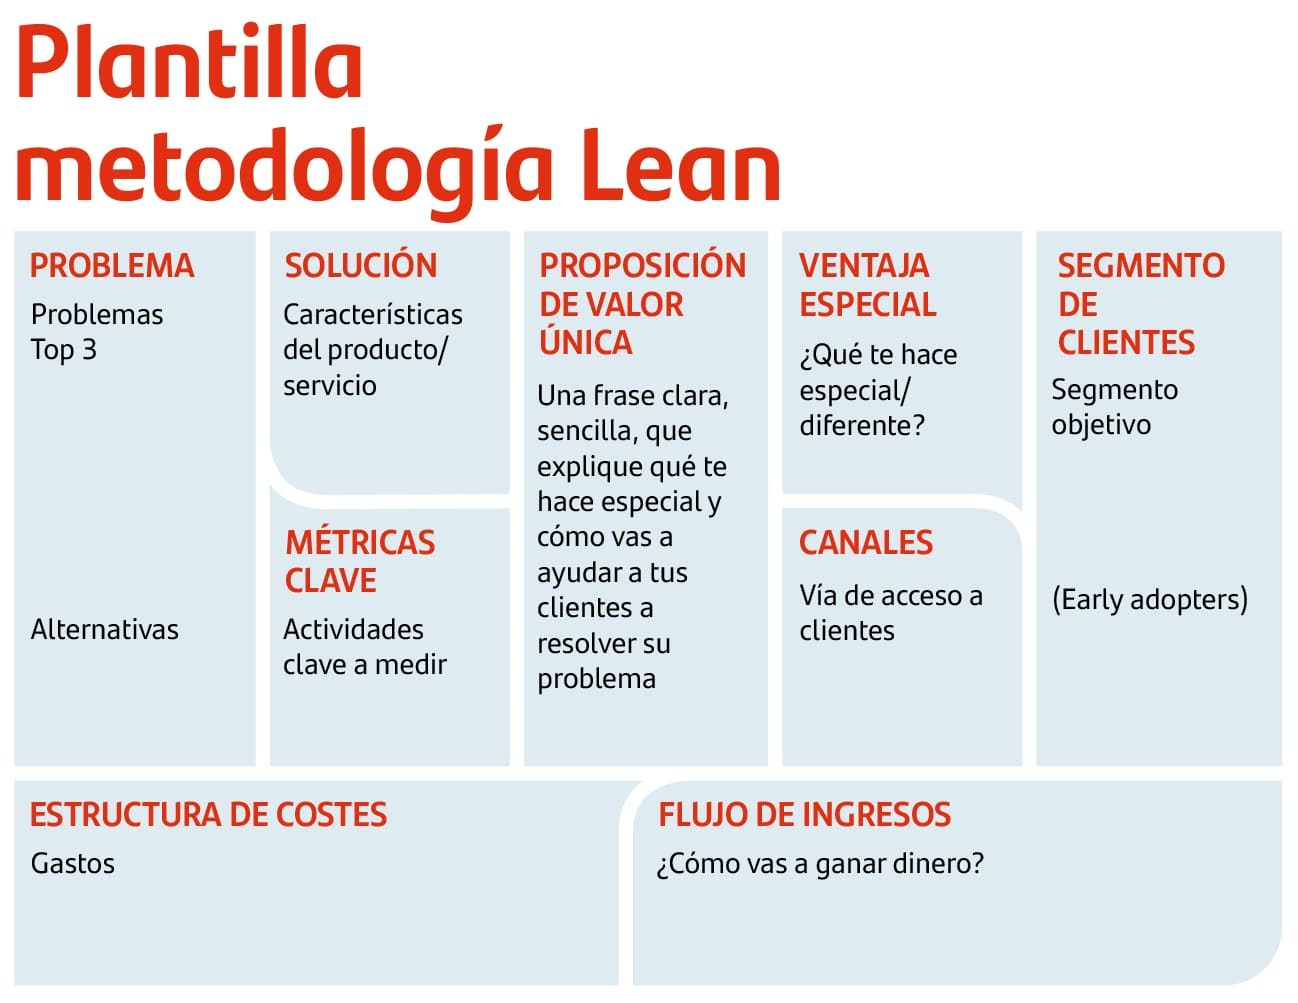 Plantilla
metodología Lean
PROBLEMA
Problemas
Top 3
Alternativas
SOLUCIÓN
Características
del producto/
servicio
MÉTRICAS
CLAVE
Actividades
clave a medir
PROPOSICIÓN
DE VALOR
ÚNICA
Una frase clara,
sencilla, que
explique qué te
hace especial y
cómo vas a
ayudar a tus
clientes a
resolver su
problema
VENTAJA
ESPECIAL
¿Qué te hace
especial/
diferente?
CANALES
Vía de acceso a
clientes
SEGMENTO
DE
CLIENTES
Segmento
objetivo
(Early adopters)
ESTRUCTURA DE COSTES
Gastos
FLUJO DE INGRESOS
¿Cómo vas a ganar dinero?